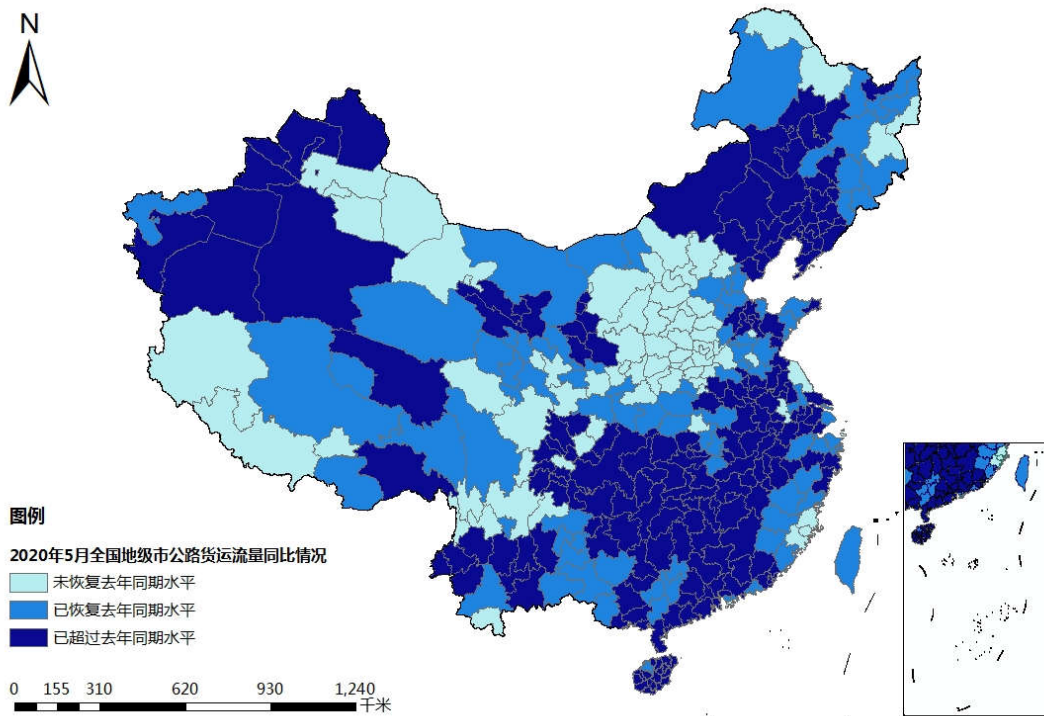 N
图例
2020年5月全国地级市公路货运流量同比情况
未恢复去年同期水平
已恢复去年同期水平
已超过去年同期水平
0 155 310 620 930 1,240
千米